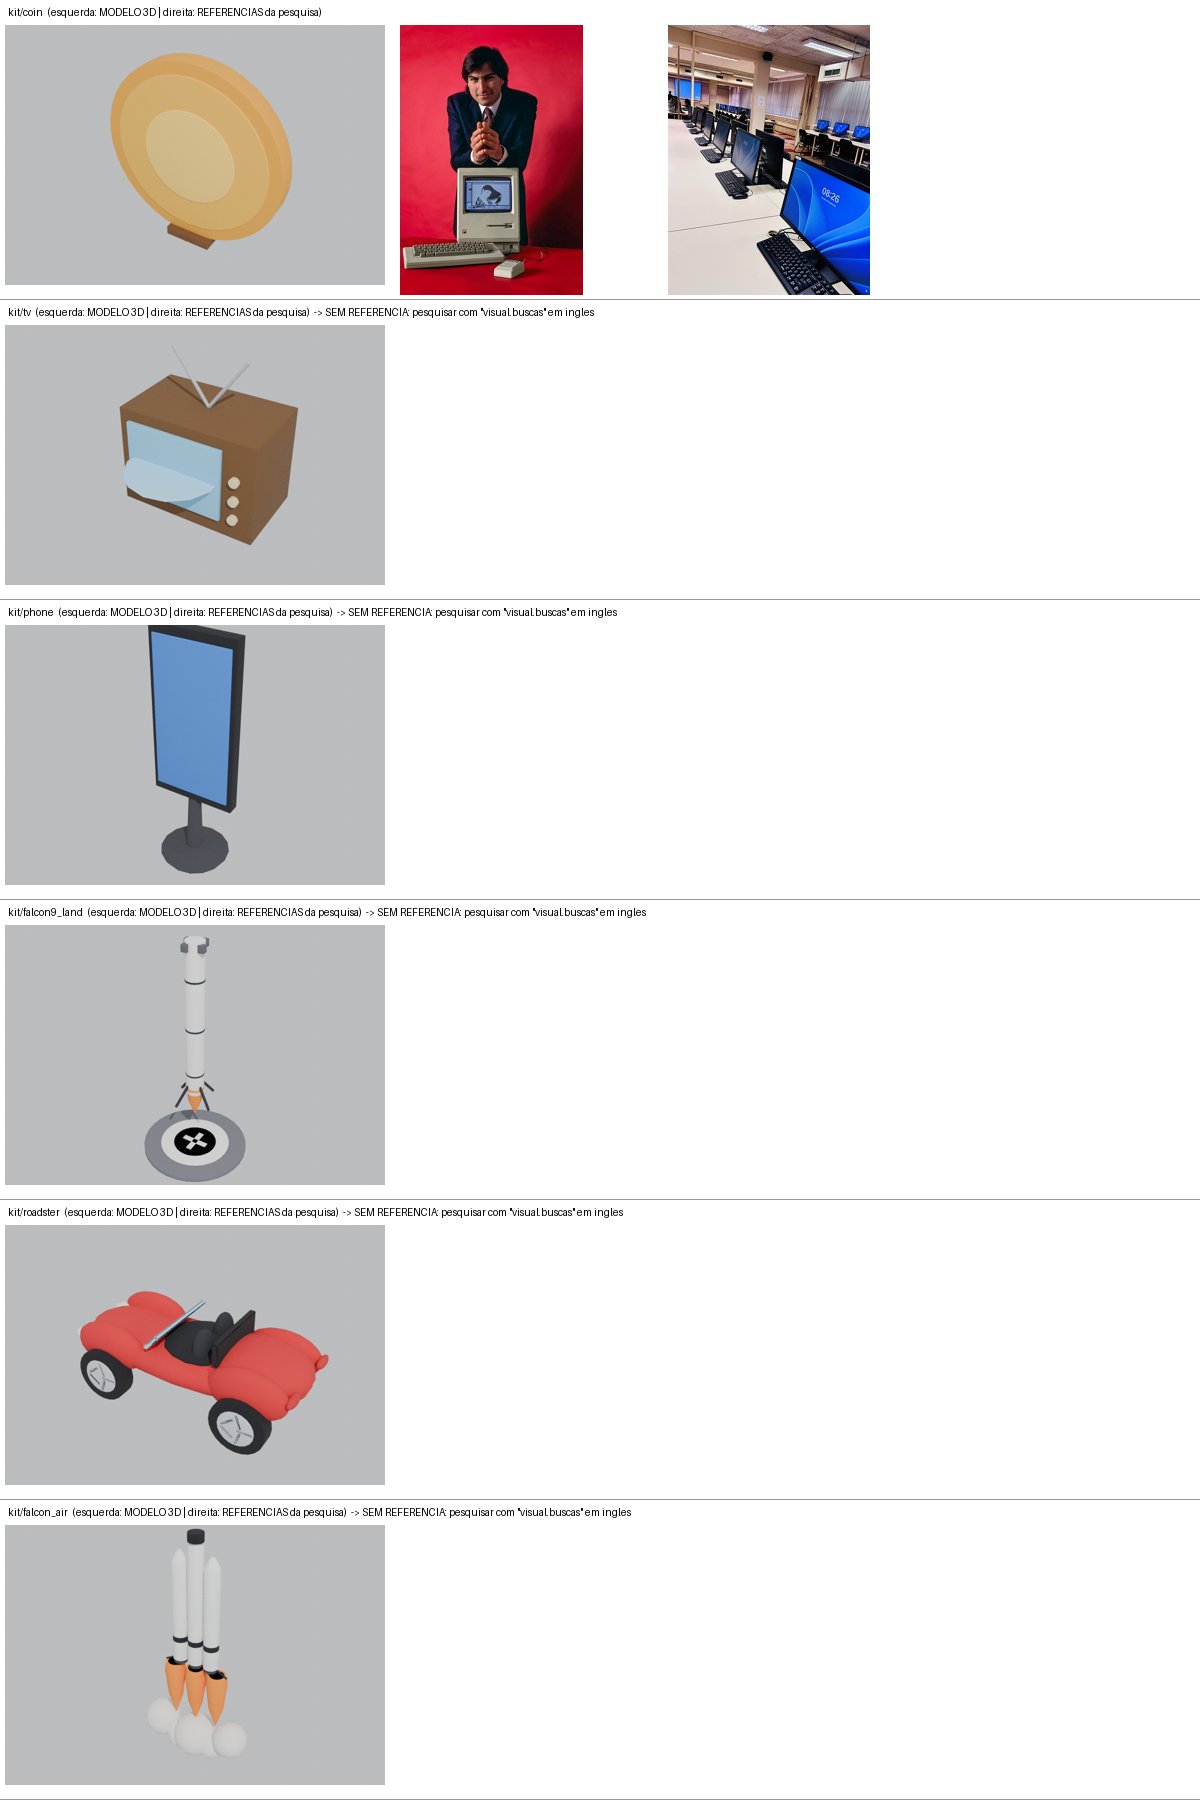 kit/coin (esquerda: MODELO 3D | direita: REFERENCIAS da pesquisa)
08:26
kit/tv (esquerda: MODELO 3D | direita: REFERENCIAS da pesquisa) -> SEM REFERENCIA: pesquisar com "visual.buscas" em ingles
kit/phone (esquerda: MODELO 3D | direita: REFERENCIAS da pesquisa) -> SEM REFERENCIA: pesquisar com "visual.buscas" em ingles
kit/falcon9_land (esquerda: MODELO 3D | direita: REFERENCIAS da pesquisa) -> SEM REFERENCIA: pesquisar com "visual.buscas" em ingles
kit/roadster (esquerda: MODELO 3D | direita: REFERENCIAS da pesquisa) -> SEM REFERENCIA: pesquisar com "visual.buscas" em ingles
kit/falcon_air (esquerda: MODELO 3D | direita: REFERENCIAS da pesquisa) -> SEM REFERENCIA: pesquisar com "visual.buscas" em ingles